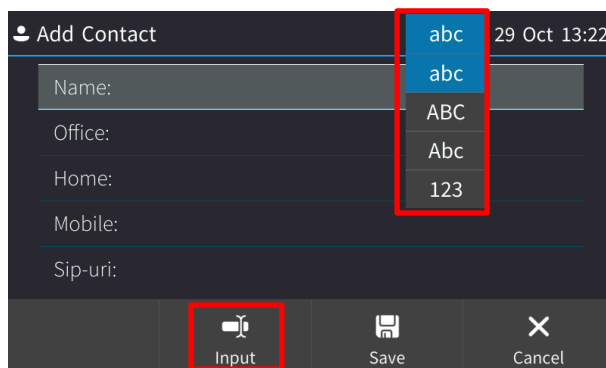 Add Contact abc 29 Oct 13:22
abc
Name:
ABC
Office:
Abc
Home:
123
Mobile:
Sip-uri:
Input Save Cancel